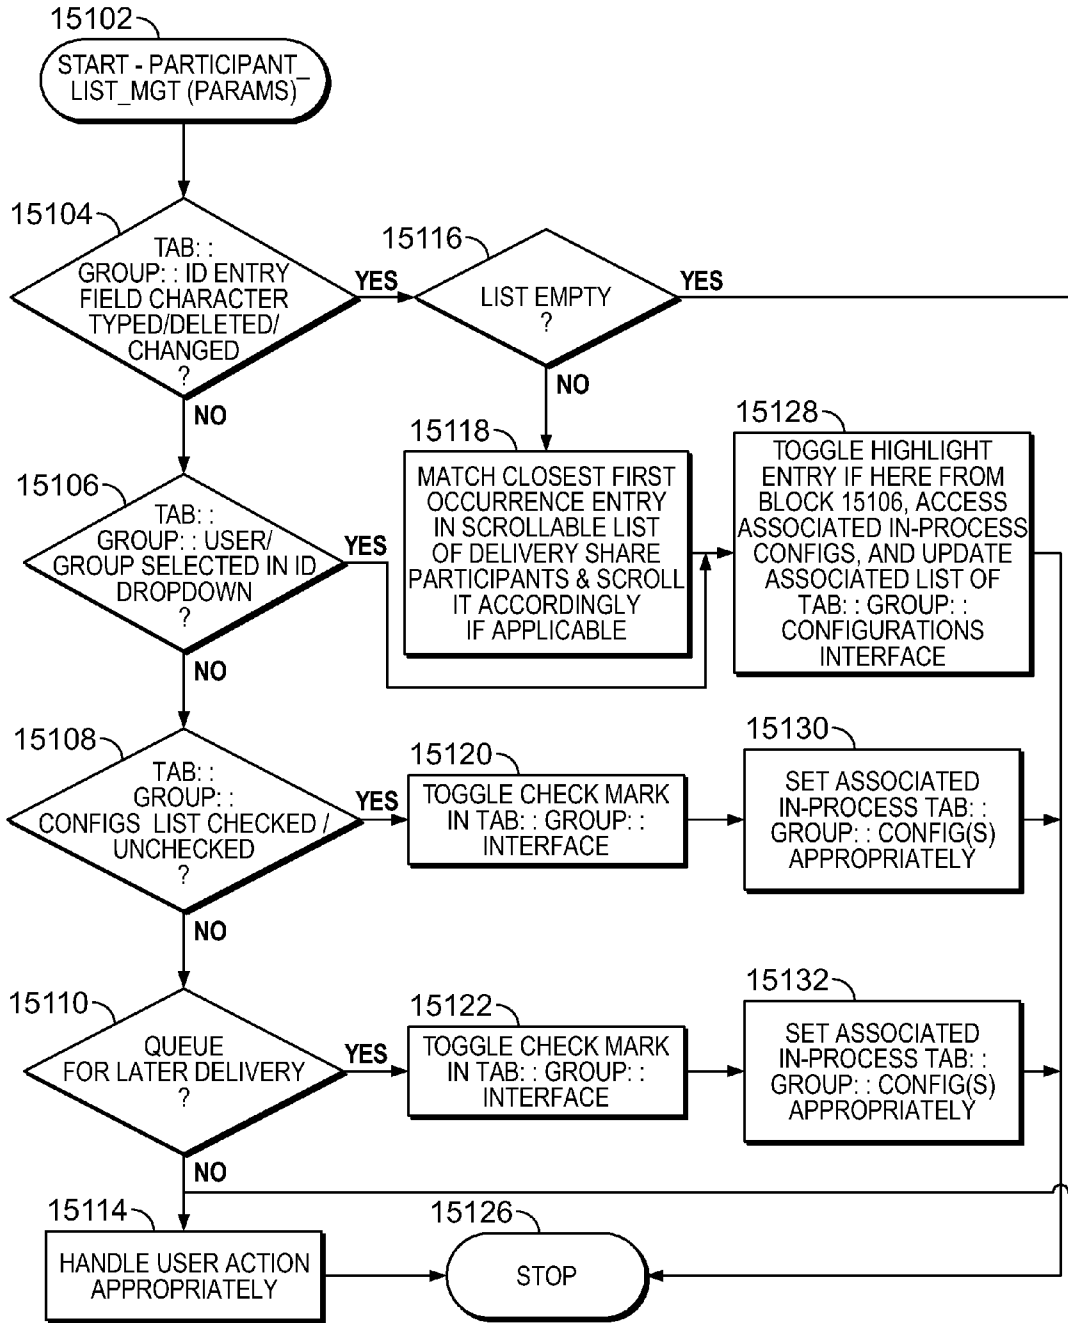 15102
START - PARTICIPANT_
LIST_MGT (PARAMS)
15104
TAB: :
GROUP: : ID ENTRY
FIELD CHARACTER
TYPED/DELETED/
CHANGED
?
YES
NO
15116
LIST EMPTY
?
YES
NO
15106
TAB: :
GROUP: : USER/
GROUP SELECTED IN ID
DROPDOWN
?
YES
NO
15118
MATCH CLOSEST FIRST
OCCURRENCE ENTRY
IN SCROLLABLE LIST
OF DELIVERY SHARE
PARTICIPANTS & SCROLL
IT ACCORDINGLY
IF APPLICABLE
15128
TOGGLE HIGHLIGHT
ENTRY IF HERE FROM
BLOCK 15106, ACCESS
ASSOCIATED IN-PROCESS
CONFIGS, AND UPDATE
ASSOCIATED LIST OF
TAB: : GROUP: :
CONFIGURATIONS
INTERFACE
15108
TAB: :
GROUP: :
CONFIGS LIST CHECKED /
UNCHECKED
?
YES
NO
15120
TOGGLE CHECK MARK
IN TAB: : GROUP: :
INTERFACE
15130
SET ASSOCIATED
IN-PROCESS TAB: :
GROUP: : CONFIG(S)
APPROPRIATELY
15110
QUEUE
FOR LATER DELIVERY
?
YES
NO
15122
TOGGLE CHECK MARK
IN TAB: : GROUP: :
INTERFACE
15132
SET ASSOCIATED
IN-PROCESS TAB: :
GROUP: : CONFIG(S)
APPROPRIATELY
15114
HANDLE USER ACTION
APPROPRIATELY
15126
STOP